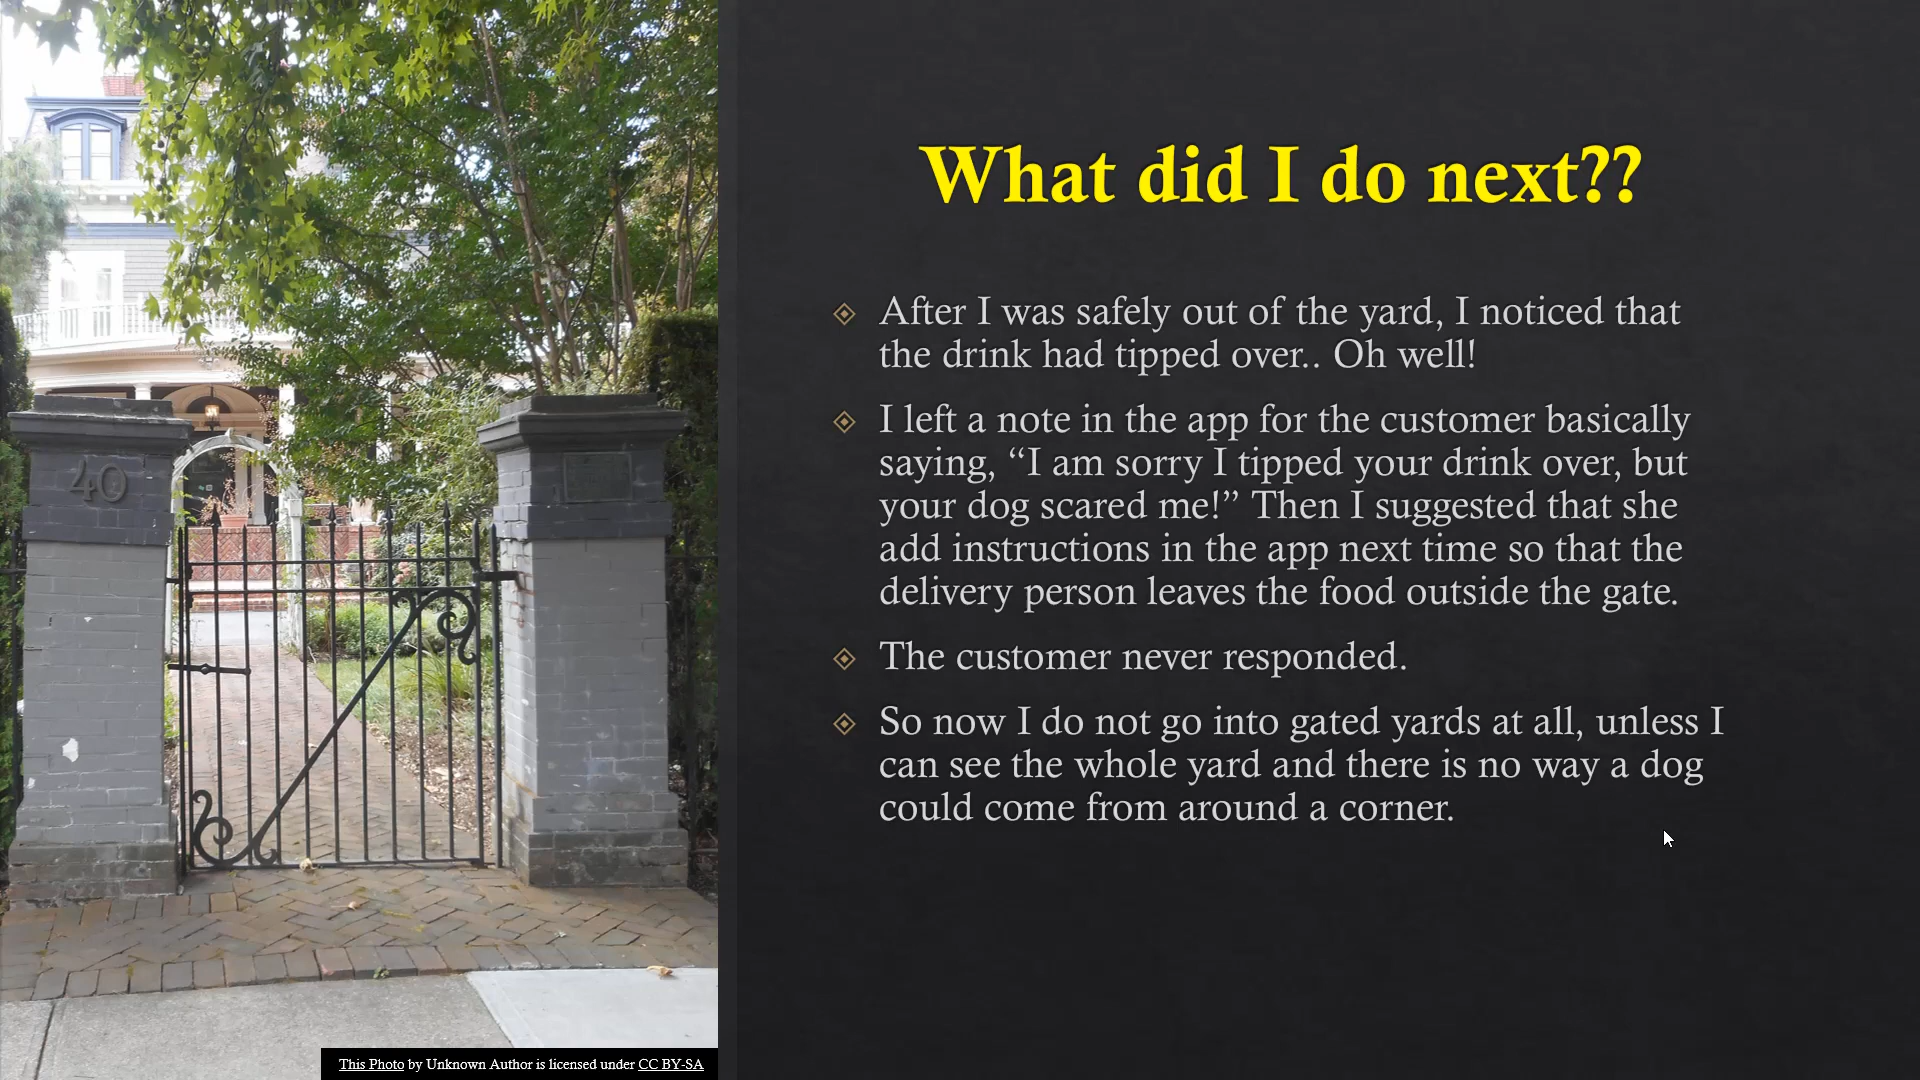 What did I do next??
After I was safely out of the yard, I noticed that
the drink had tipped over.. Oh well!
I left a note in the app for the customer basically
saying, “I am sorry I tipped your drink over, but
your dog scared me!” Then I suggested that she
add instructions in the app next time so that the
delivery person leaves the food outside the gate.
The customer never responded.
So now I do not go into gated yards at all, unless I
can see the whole yard and there is no way a dog
could come from around a corner.
40
This Photo by Unknown Author is licensed under CC BY-SA